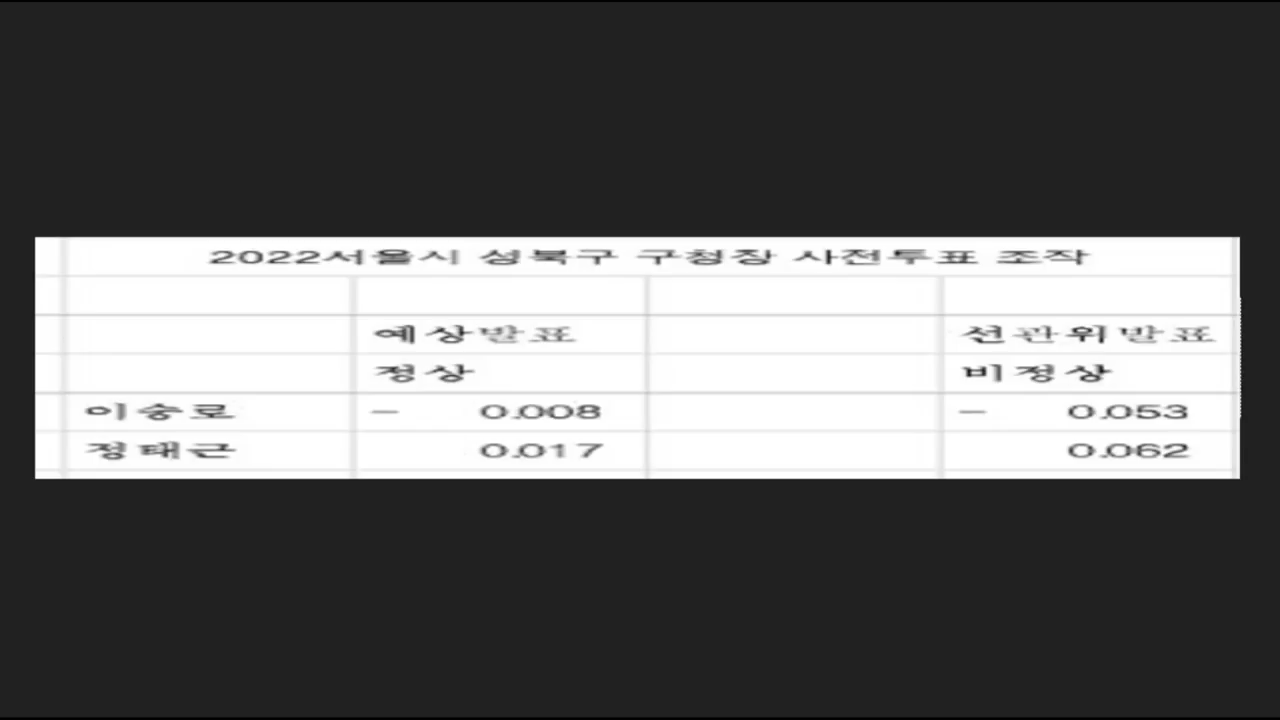 2022서울시 성북구 구청장 사전투표 조작
예상발표 선관위발표
정상 비정상
이승로 - 0.008 - 0.053
정태근 0.017 0.062